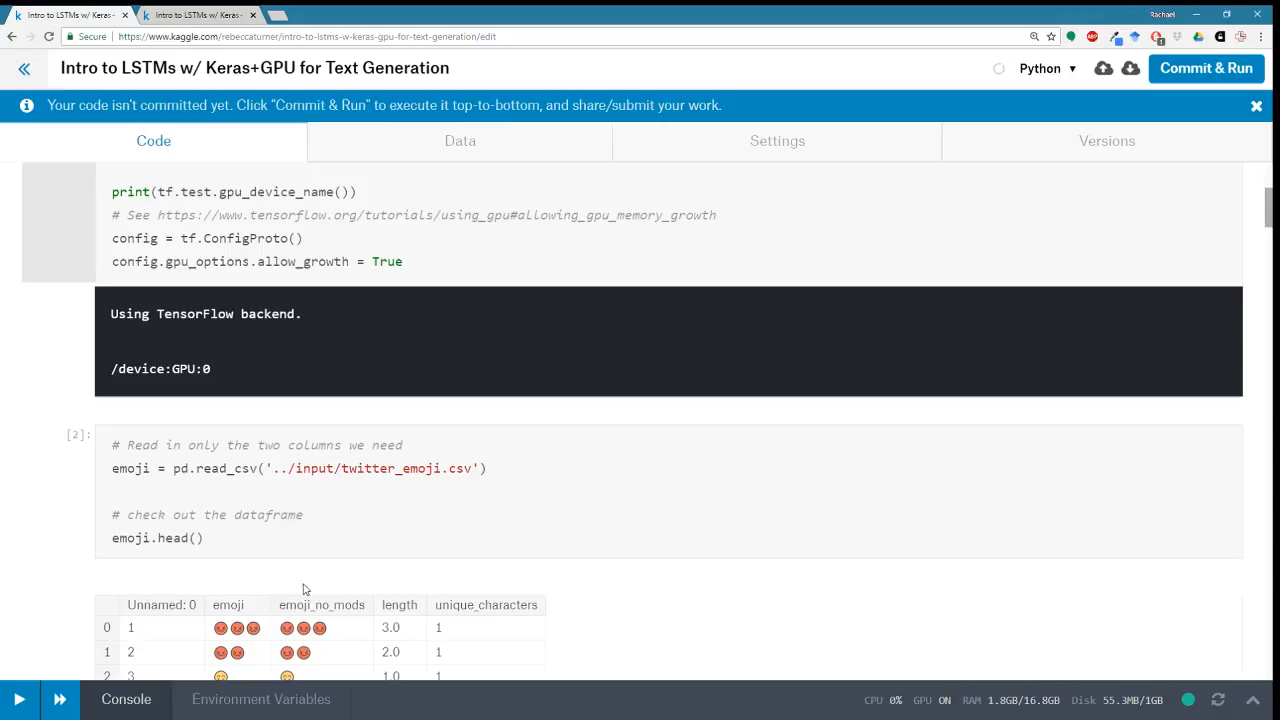 Intro to LSTMs w/ Keras- ×
Intro to LSTMs w/ Keras-G ×
Rachael
Secure
https://www.kaggle.com/rebeccaturner/intro-to-lstms-w-keras-gpu-for-text-generation/edit
Intro to LSTMs w/ Keras+GPU for Text Generation
Python
Commit & Run
Your code isn't committed yet. Click "Commit & Run" to execute it top-to-bottom, and share/submit your work.
Code
Data
Settings
Versions
print(tf.test.gpu_device_name())
# See https://www.tensorflow.org/tutorials/using_gpu#allowing_gpu_memory_growth
config = tf.ConfigProto()
config.gpu_options.allow_growth = True
Using TensorFlow backend.
/device:GPU:0
[2]:
# Read in only the two columns we need
emoji = pd.read_csv('../input/twitter_emoji.csv')
# check out the dataframe
emoji.head()
Unnamed: 0 emoji emoji_no_mods length unique_characters
0 1 😡😡😡 😡😡😡 3.0 1
1 2 😡😡 😡😡 2.0 1
2 3 1.0 1
Console
Environment Variables
CPU 0% GPU ON RAM 1.8GB/16.8GB Disk 55.3MB/1GB